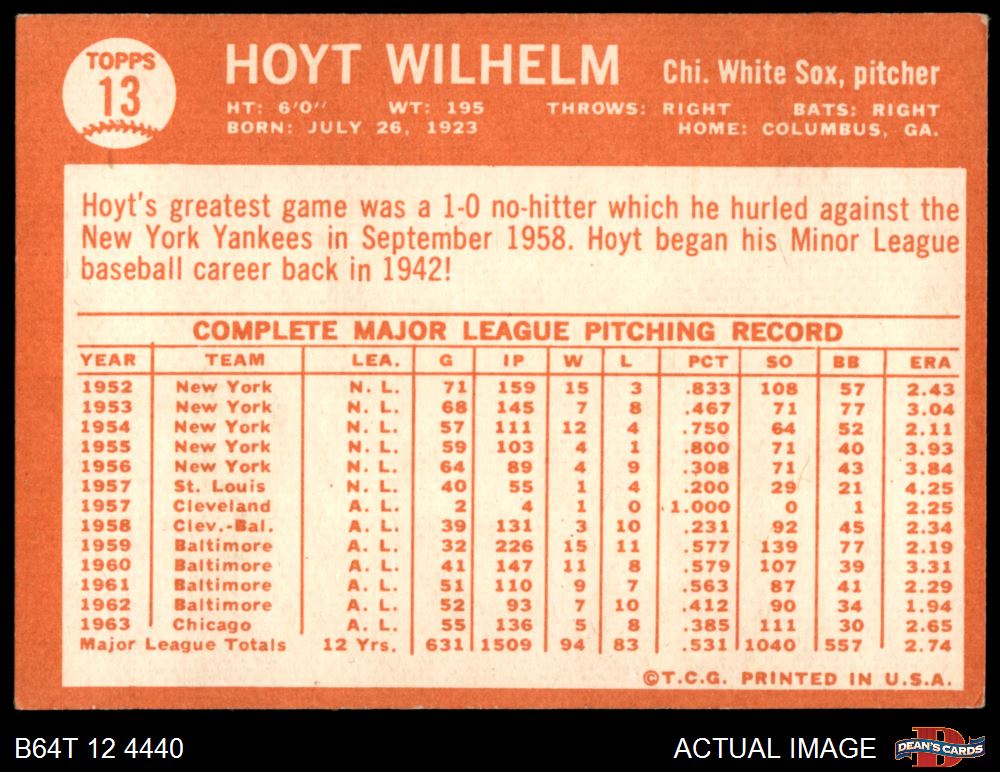 TOPPS
13
HOYT WILHELM Chi. White Sox, pitcher
HT: 6'0" WT: 195 THROWS: RIGHT BATS: RIGHT
BORN: JULY 26, 1923 HOME: COLUMBUS, GA.
Hoyt's greatest game was a 1-0 no-hitter which he hurled against the
New York Yankees in September 1958. Hoyt began his Minor League
baseball career back in 1942!
COMPLETE MAJOR LEAGUE PITCHING RECORD
YEAR TEAM LEA. G IP W L PCT SO BB ERA
1952 New York N. L. 71 159 15 3 .833 108 57 2.43
1953 New York N. L. 68 145 7 8 .467 71 77 3.04
1954 New York N. L. 57 111 12 4 .750 64 52 2.11
1955 New York N. L. 59 103 4 1 .800 71 40 3.93
1956 New York N. L. 64 89 4 9 .308 71 43 3.84
1957 St. Louis N. L. 40 55 1 4 .200 29 21 4.25
1957 Cleveland A. L. 2 4 1 0 1.000 0 1 2.25
1958 Clev.-Bal. A. L. 39 131 3 10 .231 92 45 2.34
1959 Baltimore A. L. 32 226 15 11 .577 139 77 2.19
1960 Baltimore A. L. 41 147 11 8 .579 107 39 3.31
1961 Baltimore A. L. 51 110 9 7 .563 87 41 2.29
1962 Baltimore A. L. 52 93 7 10 .412 90 34 1.94
1963 Chicago A. L. 55 136 5 8 .385 111 30 2.65
Major League Totals 12 Yrs. 631 1509 94 83 .531 1040 557 2.74
©T.C.G. PRINTED IN U.S.A.
B64T 12 4440 ACTUAL IMAGE D DEAN'S CARDS